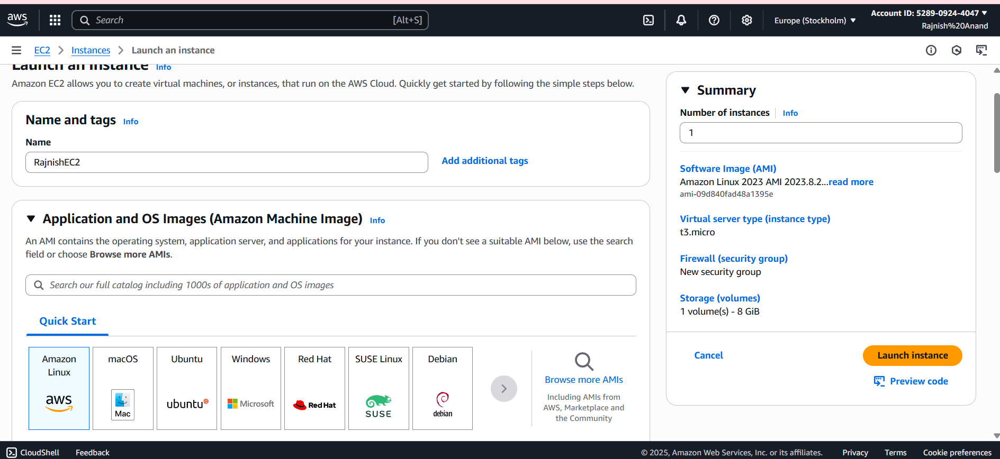 aws
Search
[Alt+S]
Europe (Stockholm)
Account ID: 5289-0924-4047
Rajnish%20Anand
EC2
Instances
Launch an instance
Launch an instance Info
Amazon EC2 allows you to create virtual machines, or instances, that run on the AWS Cloud. Quickly get started by following the simple steps below.
Name and tags Info
Name
RajnishEC2
Add additional tags
Application and OS Images (Amazon Machine Image) Info
An AMI contains the operating system, application server, and applications for your instance. If you don't see a suitable AMI below, use the search
field or choose Browse more AMIs.
Search our full catalog including 1000s of application and OS images
Quick Start
Amazon
Linux
aws
macOS
Mac
Ubuntu
ubuntu
Windows
Microsoft
Red Hat
Red Hat
SUSE Linux
SUSE
Debian
debian
Browse more AMIs
Including AMIs from
AWS, Marketplace and
the Community
Summary
Number of instances Info
1
Software Image (AMI)
Amazon Linux 2023 AMI 2023.8.2...read more
ami-09d840fad48a1395e
Virtual server type (instance type)
t3.micro
Firewall (security group)
New security group
Storage (volumes)
1 volume(s) - 8 GiB
Cancel
Launch instance
Preview code
CloudShell
Feedback
© 2025, Amazon Web Services, Inc. or its affiliates.
Privacy
Terms
Cookie preferences